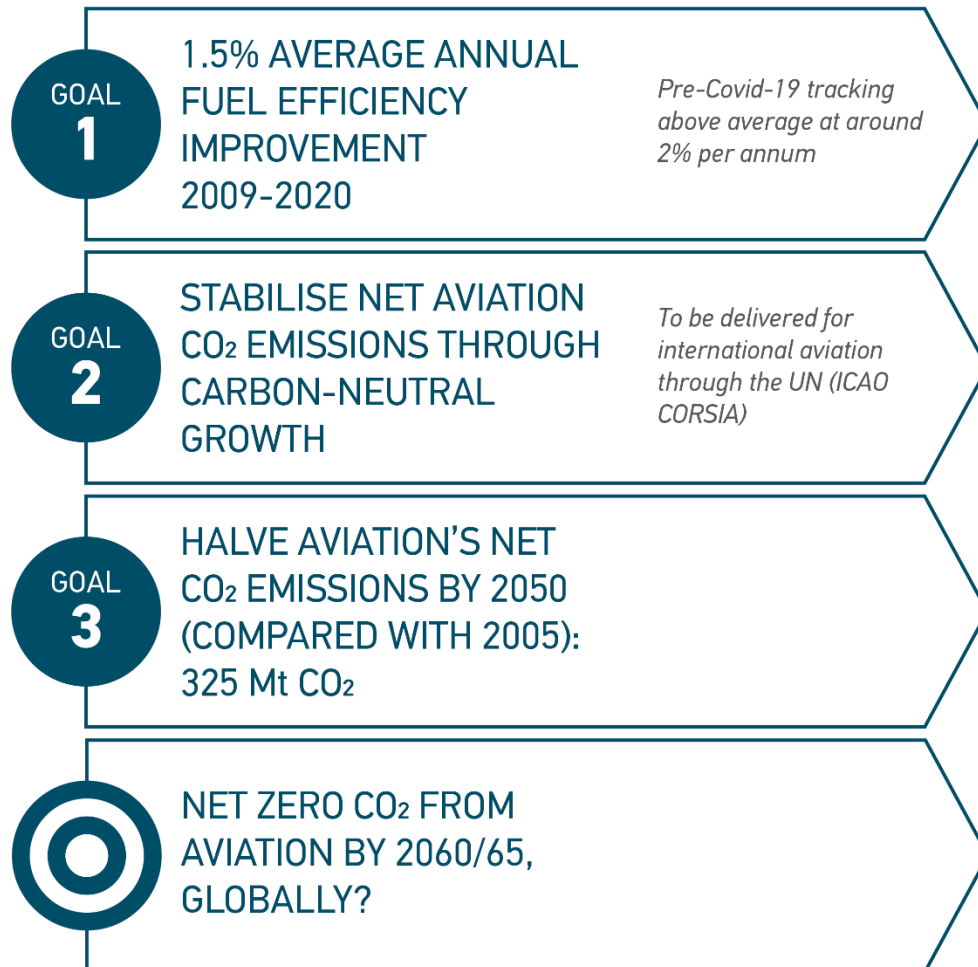 GOAL
1
1.5% AVERAGE ANNUAL
FUEL EFFICIENCY
IMPROVEMENT
2009-2020
Pre-Covid-19 tracking
above average at around
2% per annum
GOAL
2
STABILISE NET AVIATION
CO₂ EMISSIONS THROUGH
CARBON-NEUTRAL
GROWTH
To be delivered for
international aviation
through the UN (ICAO
CORSIA)
GOAL
3
HALVE AVIATION’S NET
CO₂ EMISSIONS BY 2050
(COMPARED WITH 2005):
325 Mt CO₂
NET ZERO CO₂ FROM
AVIATION BY 2060/65,
GLOBALLY?